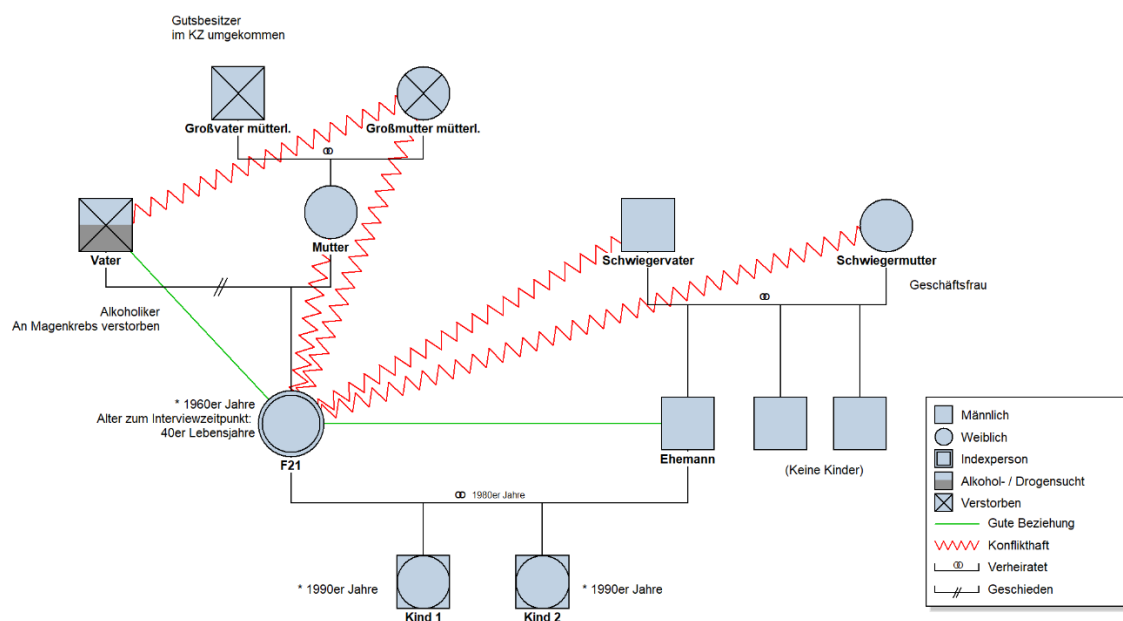 Gutsbesitzer
im KZ umgekommen
Großvater mütterl.
Großmutter mütterl.
Vater
Mutter
Schwiegervater
Schwiegermutter
Geschäftsfrau
Alkoholiker
An Magenkrebs verstorben
* 1960er Jahre
Alter zum Interviewzeitpunkt:
40er Lebensjahre
F21
Ehemann
(Keine Kinder)
1980er Jahre
* 1990er Jahre
Kind 1
Kind 2
* 1990er Jahre
Männlich
Weiblich
Indexperson
Alkohol- / Drogensucht
Verstorben
Gute Beziehung
Konflikthaft
Verheiratet
Geschieden